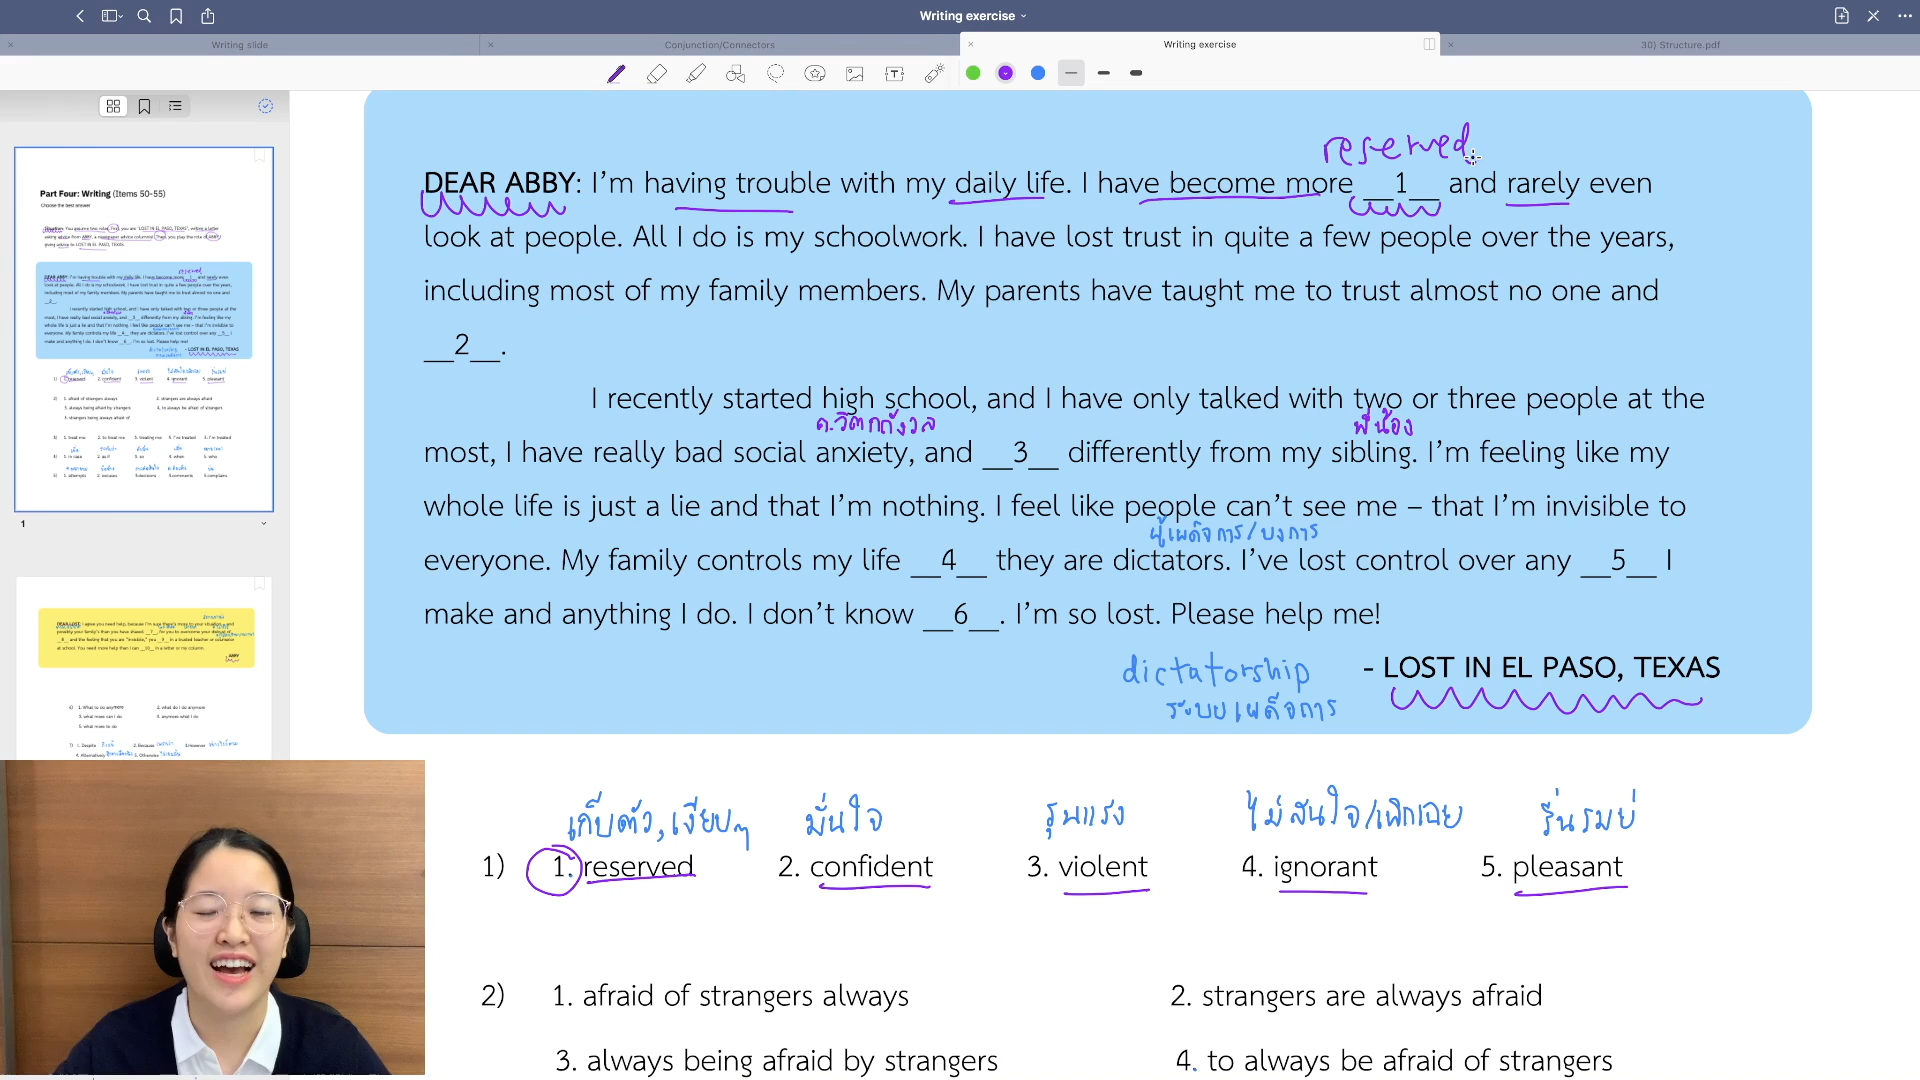 Writing exercise
Writing slide
Conjunction/Connectors
Writing exercise
3D) Structure.pdf
Part Four: Writing (Items 50-55)
Choose the best answer
1
reserved
DEAR ABBY: I'm having trouble with my daily life. I have become more __1__ and rarely even
look at people. All I do is my schoolwork. I have lost trust in quite a few people over the years,
including most of my family members. My parents have taught me to trust almost no one and
__2__.
I recently started high school, and I have only talked with two or three people at the
ค.วิตกกังวล
พี่น้อง
most, I have really bad social anxiety, and __3__ differently from my sibling. I'm feeling like my
whole life is just a lie and that I'm nothing. I feel like people can't see me – that I'm invisible to
ผู้เผด็จการ/บงการ
everyone. My family controls my life __4__ they are dictators. I've lost control over any __5__ I
make and anything I do. I don't know __6__. I'm so lost. Please help me!
dictatorship
- LOST IN EL PASO, TEXAS
ระบบเผด็จการ
เก็บตัว,เงียบๆ มั่นใจ รุนแรง ไม่สนใจ/เพิกเฉย รื่นรมย์
1) 1. reserved 2. confident 3. violent 4. ignorant 5. pleasant
2) 1. afraid of strangers always 2. strangers are always afraid
3. always being afraid by strangers 4. to always be afraid of strangers